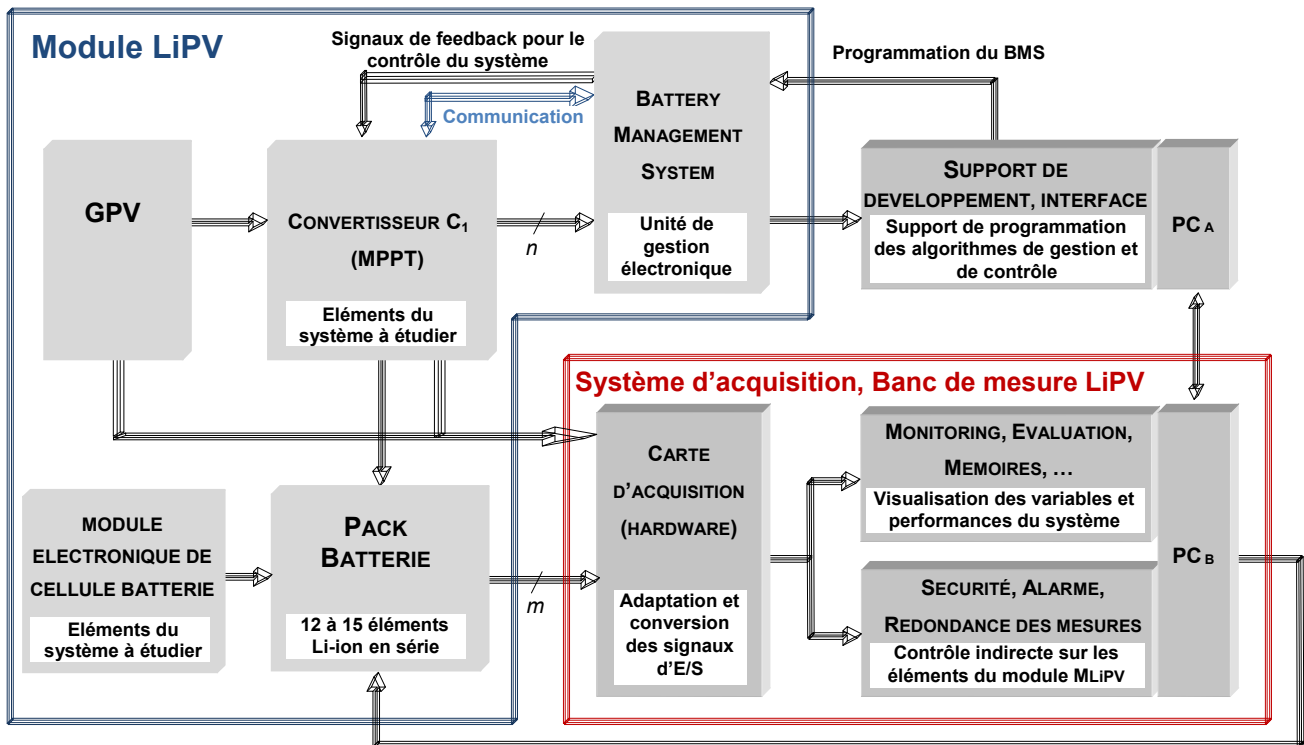 Module LiPV
Signaux de feedback pour le
contrôle du système
Communication
Programmation du BMS
GPV
CONVERTISSEUR C1
(MPPT)
Eléments du
système à étudier
n
BATTERY
MANAGEMENT
SYSTEM
Unité de
gestion
électronique
SUPPORT DE
DEVELOPPEMENT, INTERFACE
Support de programmation
des algorithmes de gestion et
de contrôle
PC A
Système d'acquisition, Banc de mesure LiPV
MODULE
ELECTRONIQUE DE
CELLULE BATTERIE
Eléments du
système à étudier
PACK
BATTERIE
12 à 15 éléments
Li-ion en série
m
CARTE
D'ACQUISITION
(HARDWARE)
Adaptation et
conversion
des signaux
d'E/S
MONITORING, EVALUATION,
MEMOIRES, …
Visualisation des variables et
performances du système
SECURITÉ, ALARME,
REDONDANCE DES MESURES
Contrôle indirecte sur les
éléments du module MLIPV
PC B